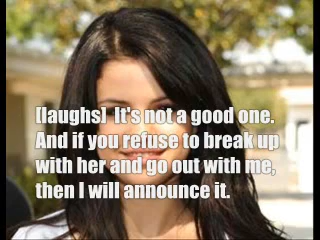 [laughs]  It's not a good one.
And if you refuse to break up
with her and go out with me,
then I will announce it.